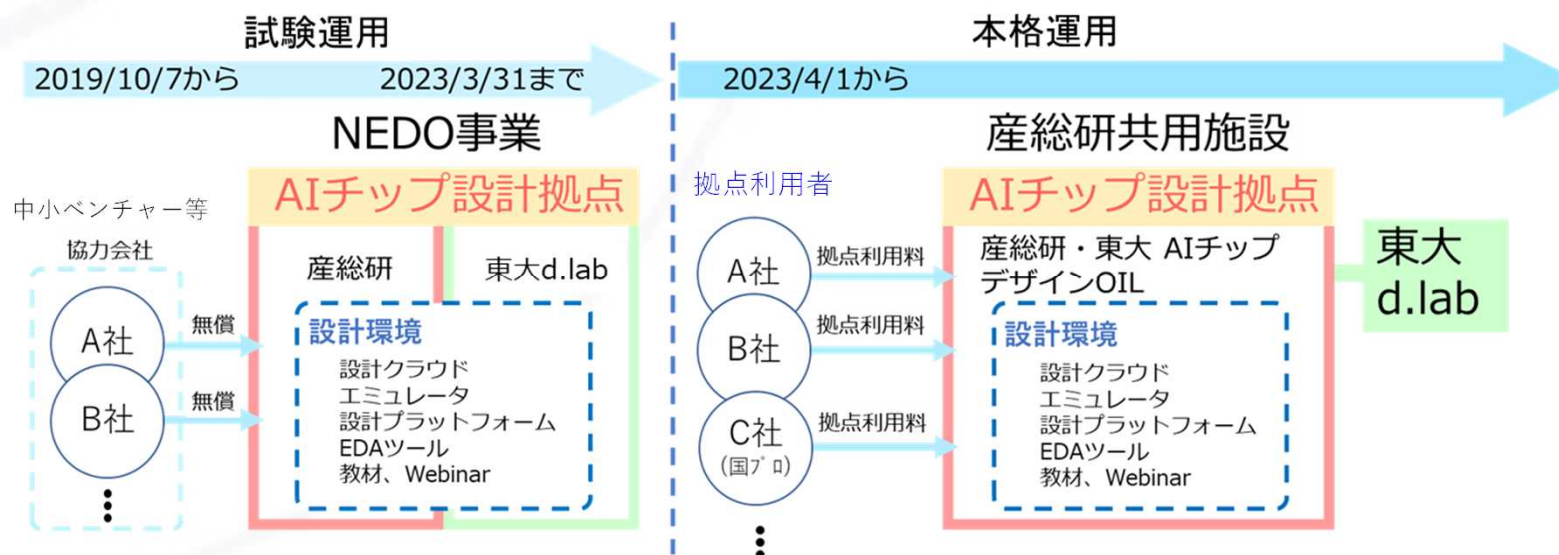 試験運用
2019/10/7から
2023/3/31まで
NEDO事業
AIチップ設計拠点
中小ベンチャー等
協力会社
A社
無償
B社
無償
産総研
東大d.lab
設計環境
設計クラウド
エミュレータ
設計プラットフォーム
EDAツール
教材、Webinar
本格運用
2023/4/1から
産総研共用施設
拠点利用者
AIチップ設計拠点
A社
拠点利用料
B社
拠点利用料
C社
(国プロ)
拠点利用料
産総研・東大 AIチップ
デザインOIL
設計環境
設計クラウド
エミュレータ
設計プラットフォーム
EDAツール
教材、Webinar
東大
d.lab